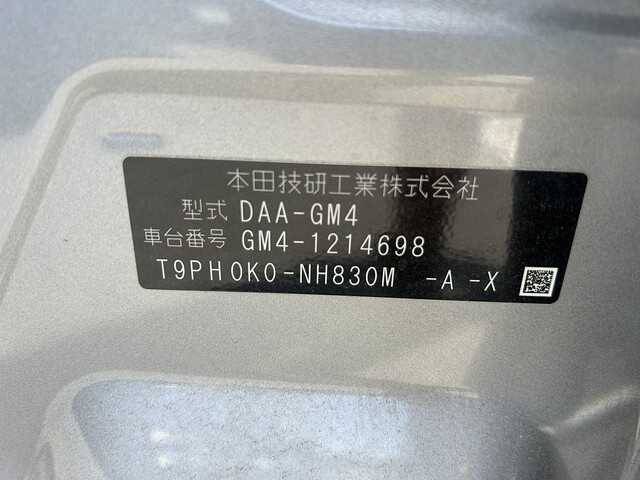 本田技研工業株式会社
型式 DAA-GM4
車台番号 GM4-1214698
T9PH0K0-NH830M -A -X